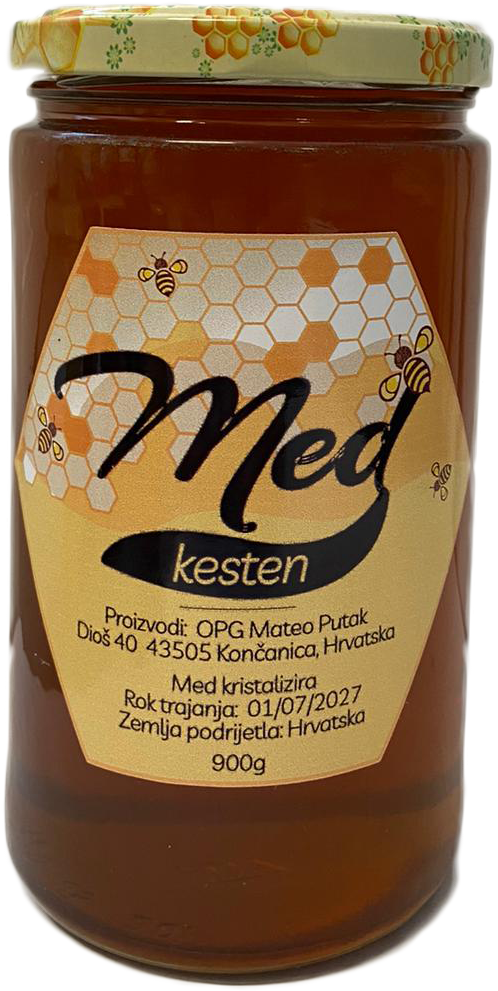 Med
kesten
Proizvodi: OPG Mateo Putak
Dioš 40 43505 Končanica, Hrvatska
Med kristalizira
Rok trajanja: 01/07/2027
Zemlja podrijetla: Hrvatska
900g